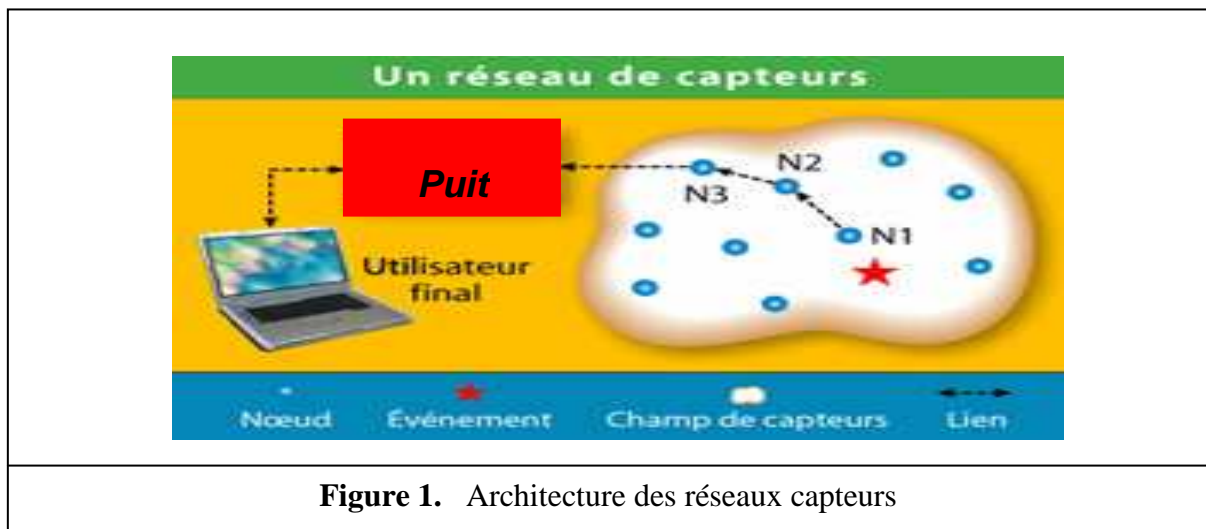 Un réseau de capteurs
Puit
N2
N3
N1
Utilisateur
final
Nœud Événement Champ de capteurs Lien
Figure 1. Architecture des réseaux capteurs